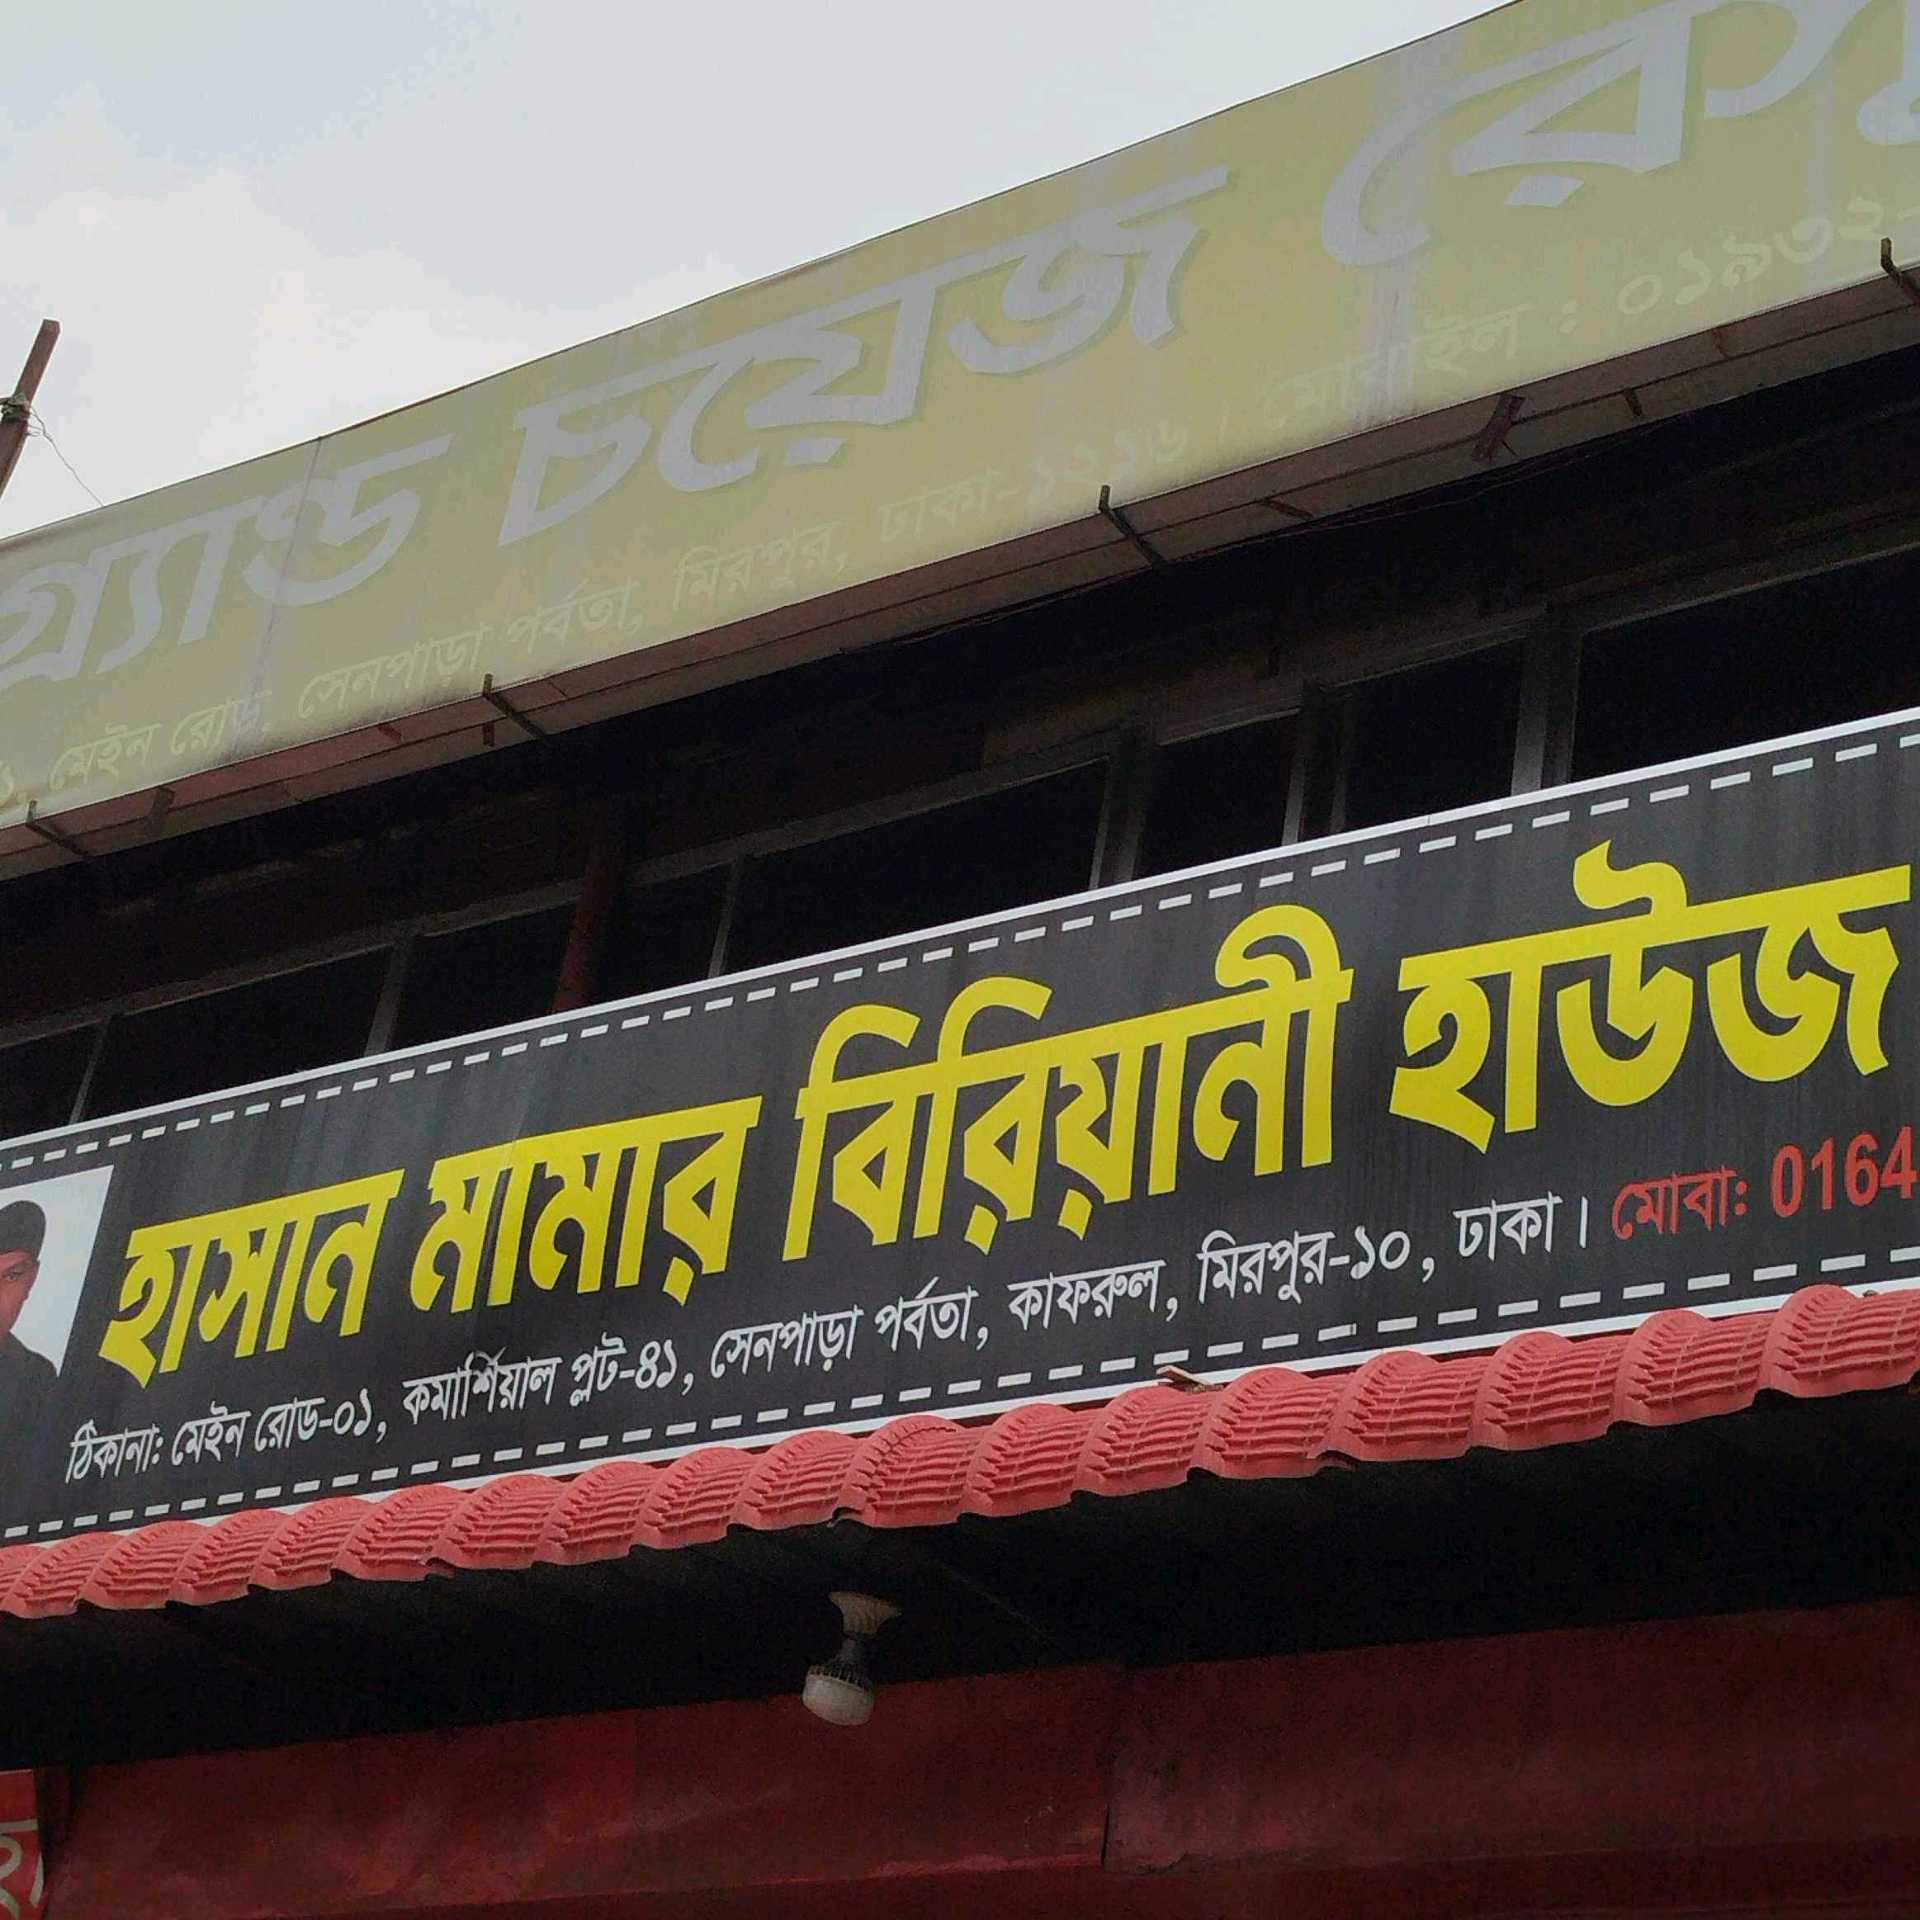 গ্র্যান্ড চয়েজ
মেইন রোড, সেনপাড়া পর্বতা, মিরপুর, ঢাকা-১২১৬ । মোবাইল : ০১৯৩২-
হাসান মামার বিরিয়ানী হাউজ
ঠিকানা: মেইন রোড-০১, কমার্শিয়াল প্লট-৪১, সেনপাড়া পর্বতা, কাফরুল, মিরপুর-১০, ঢাকা। মোবা: 0164